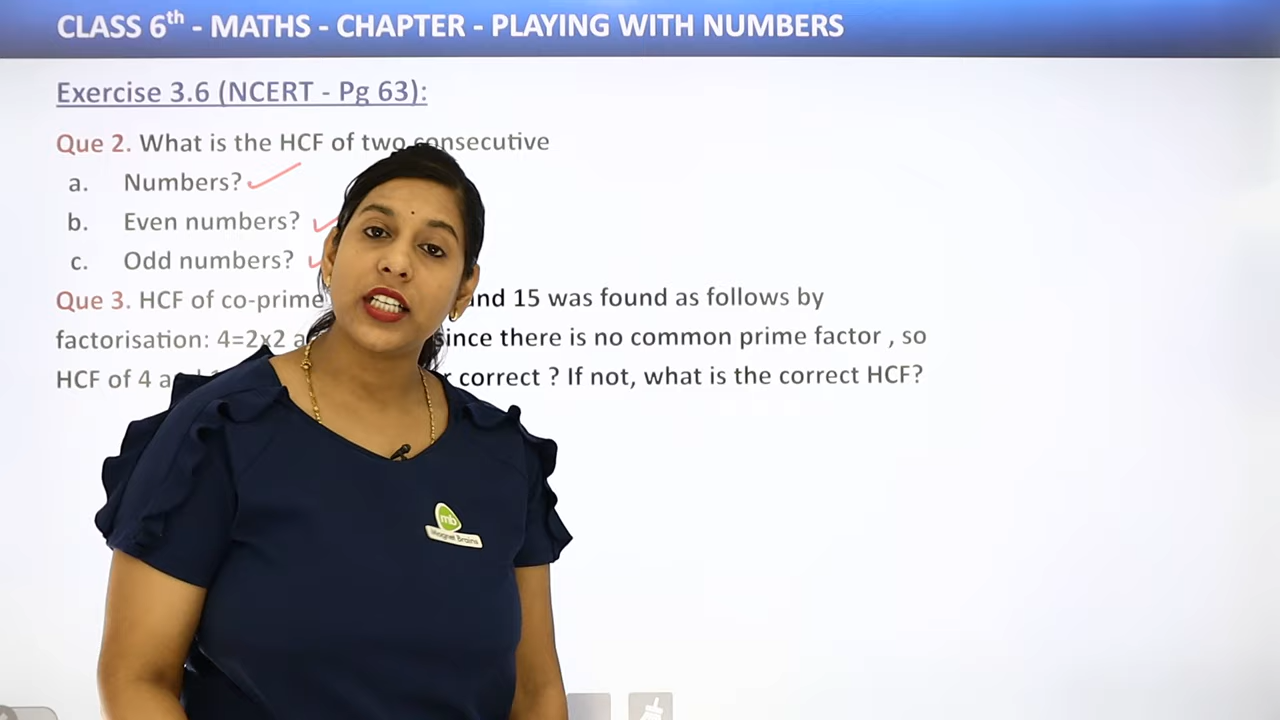 CLASS 6th - MATHS - CHAPTER - PLAYING WITH NUMBERS
Exercise 3.6 (NCERT - Pg 63):
Que 2. What is the HCF of two consecutive
a. Numbers?
b. Even numbers?
c. Odd numbers?
Que 3. HCF of co-prime and 15 was found as follows by
factorisation: 4=2x2 since there is no common prime factor , so
HCF of 4 correct ? If not, what is the correct HCF?
mb
Magnet Brains